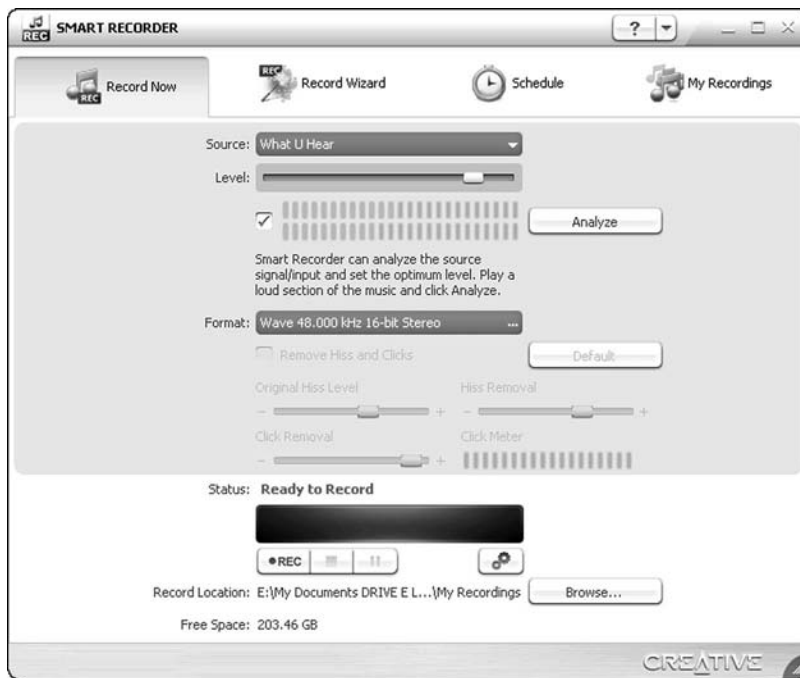 REC SMART RECORDER ?
REC Record Now REC Record Wizard Schedule My Recordings
Source: What U Hear
Level:
Analyze
Smart Recorder can analyze the source
signal/input and set the optimum level. Play a
loud section of the music and click Analyze.
Format: Wave 48.000 kHz 16-bit Stereo ...
Remove Hiss and Clicks Default
Original Hiss Level Hiss Removal
- + - +
Click Removal Click Meter
- +
Status: Ready to Record
REC
Record Location: E:\My Documents DRIVE E L...\My Recordings Browse...
Free Space: 203.46 GB
CREATIVE